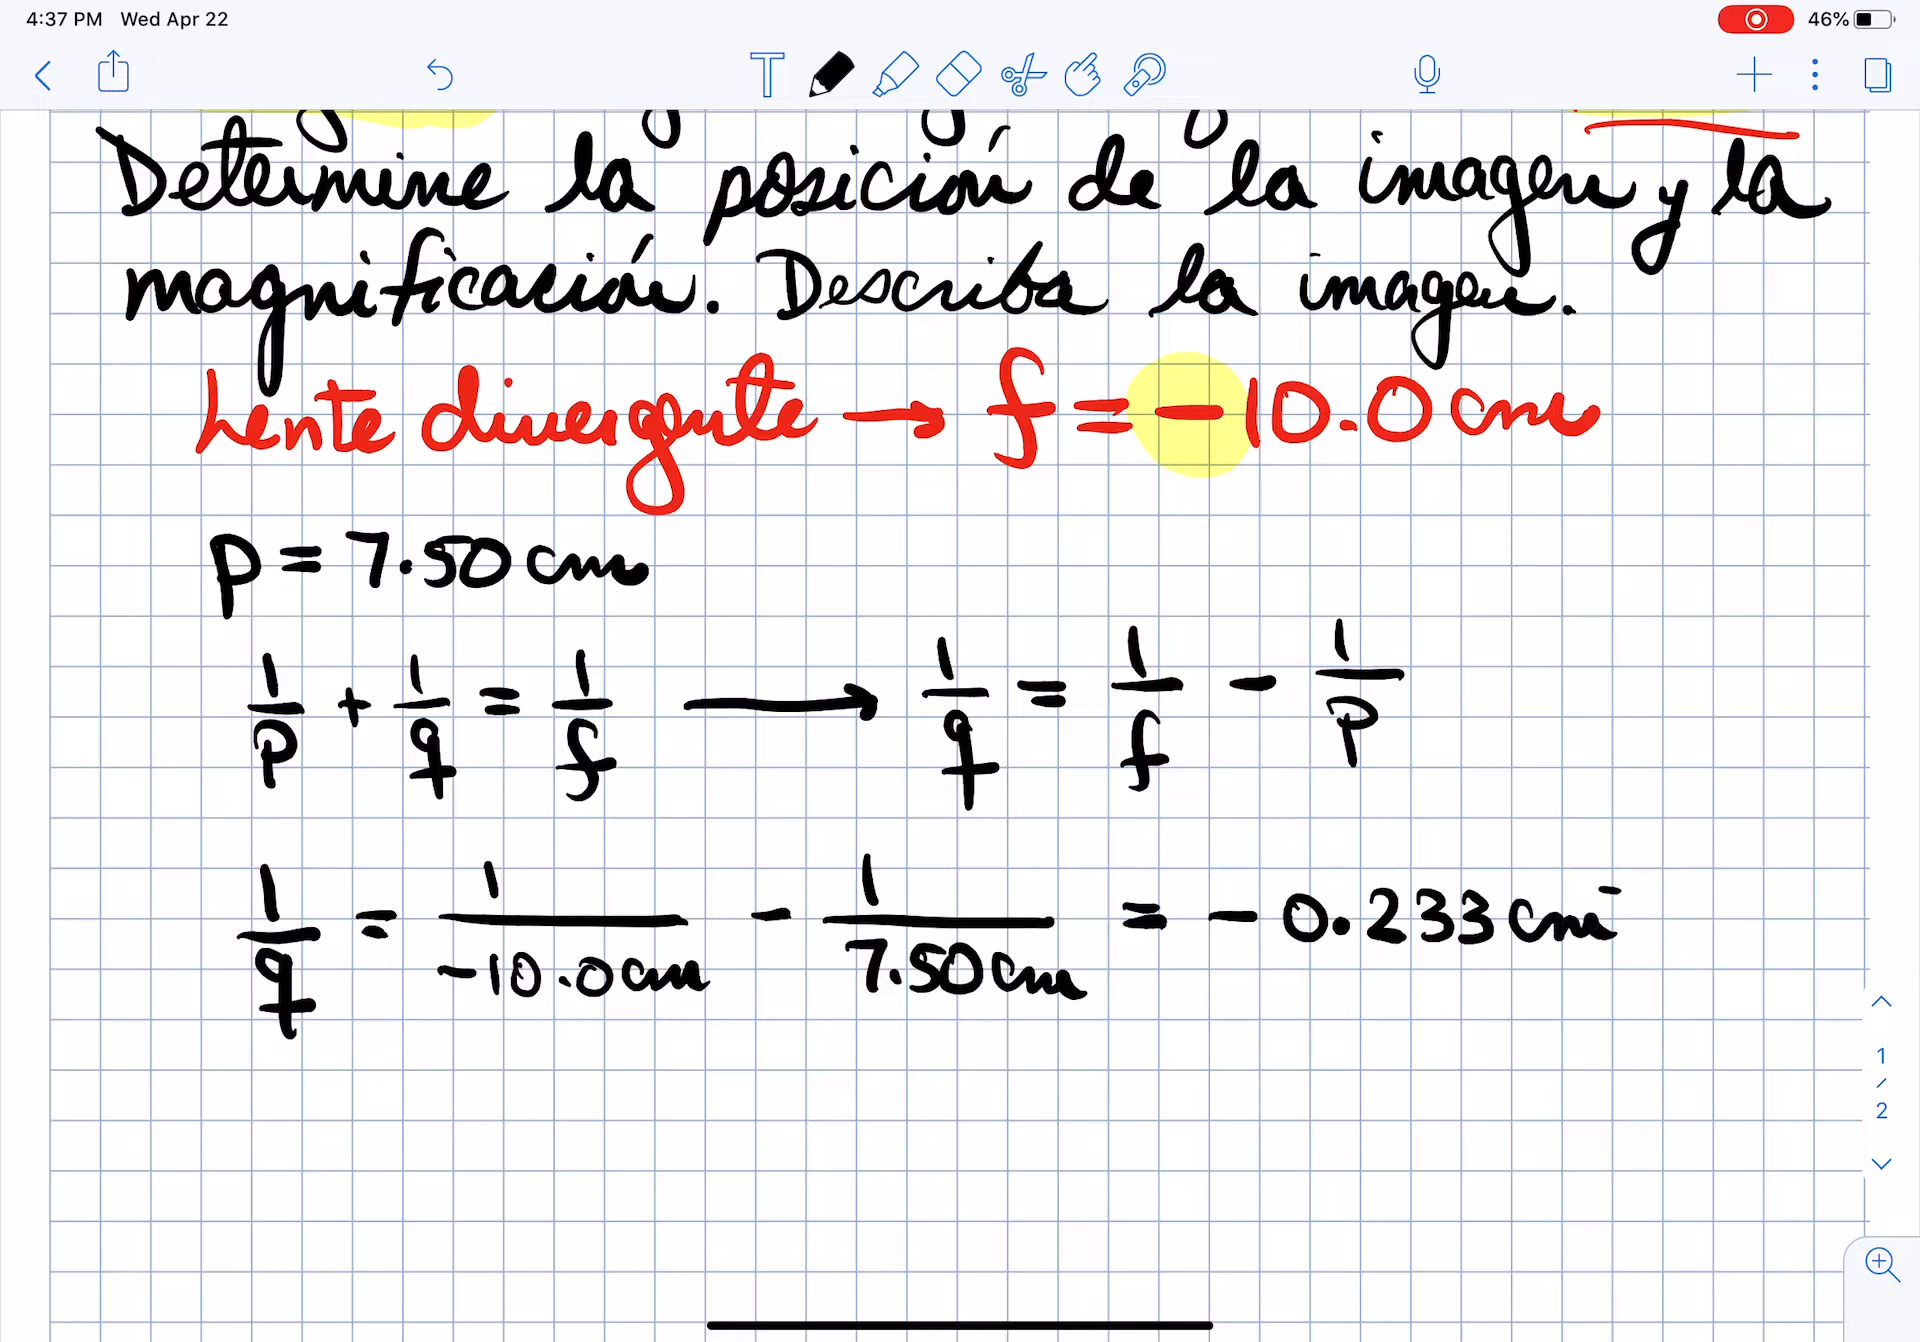 4:37 PM Wed Apr 22 46%
Determine la posición de la imagen y la
magnificación. Describa la imagen.
Lente divergente → f = -10.0 cm
p = 7.50 cm
1/p + 1/q = 1/f → 1/q = 1/f - 1/p
1/q = 1/-10.0 cm - 1/7.50 cm = - 0.233 cm⁻
1
/
2